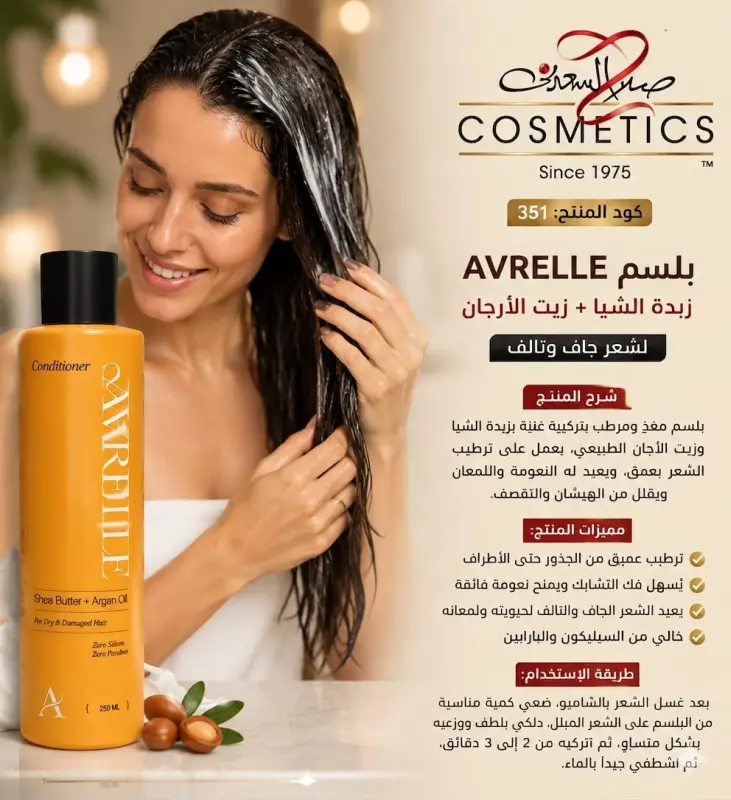 صلاح السعدني
COSMETICS
TM
Since 1975
كود المنتج: 351
بلسم AVRELLE
زبدة الشيا + زيت الأرجان
لشعر جاف وتالف
شرح المنتج
بلسم مغذٍ ومرطب بتركيبة غنية بزبدة الشيا
وزيت الأجان الطبيعي، يعمل على ترطيب
الشعر بعمق، ويعيد له النعومة واللمعان
ويقلل من الهيشان والتقصف.
مميزات المنتج:
ترطيب عميق من الجذور حتى الأطراف
يُسهل فك التشابك ويمنح نعومة فائقة
يعيد الشعر الجاف والتالف لحيويته ولمعانه
خالي من السيليكون والبارابين
طريقة الإستخدام:
بعد غسل الشعر بالشامبو، ضعي كمية مناسبة
من البلسم على الشعر المبلل، دلكي بلطف ووزعيه
بشكل متساوٍ، ثم أتركيه من 2 إلى 3 دقائق،
ثم أشطفي جيداً بالماء.
Conditioner
AVRELLE
Shea Butter + Argan Oil
For Dry & Damaged Hair
Zero Silicon
Zero Paraben
A
{ 250 ML }